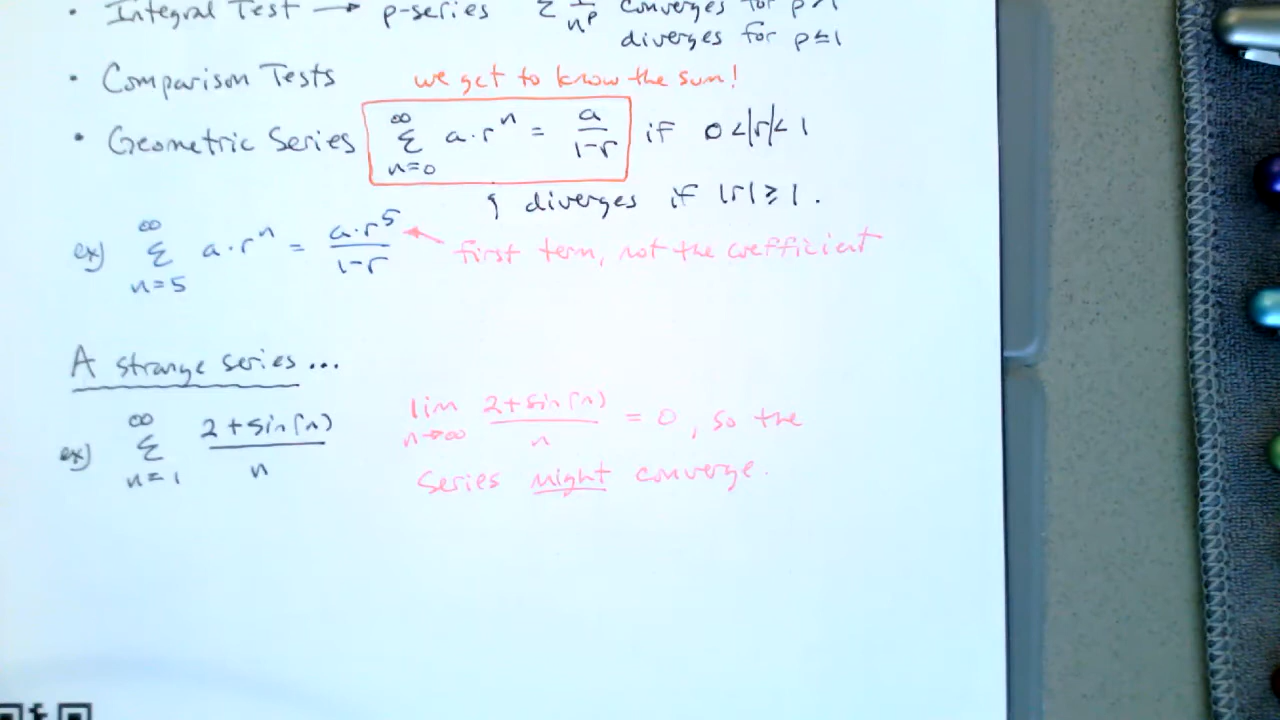 • Integral Test → p-series Σ 1/n^p converges for p>1
diverges for p≤1
• Comparison Tests we get to know the sum!
• Geometric Series ∞ Σ n=0 a·r^n = a/(1-r) if 0<|r|<1
↑ diverges if |r|≥1.
ex) ∞ Σ n=5 a·r^n = a·r^5/(1-r) ← first term, not the coefficient
A strange series...
ex) ∞ Σ n=1 (2+sin(n))/n lim n→∞ (2+sin(n))/n = 0, so the
series might converge.